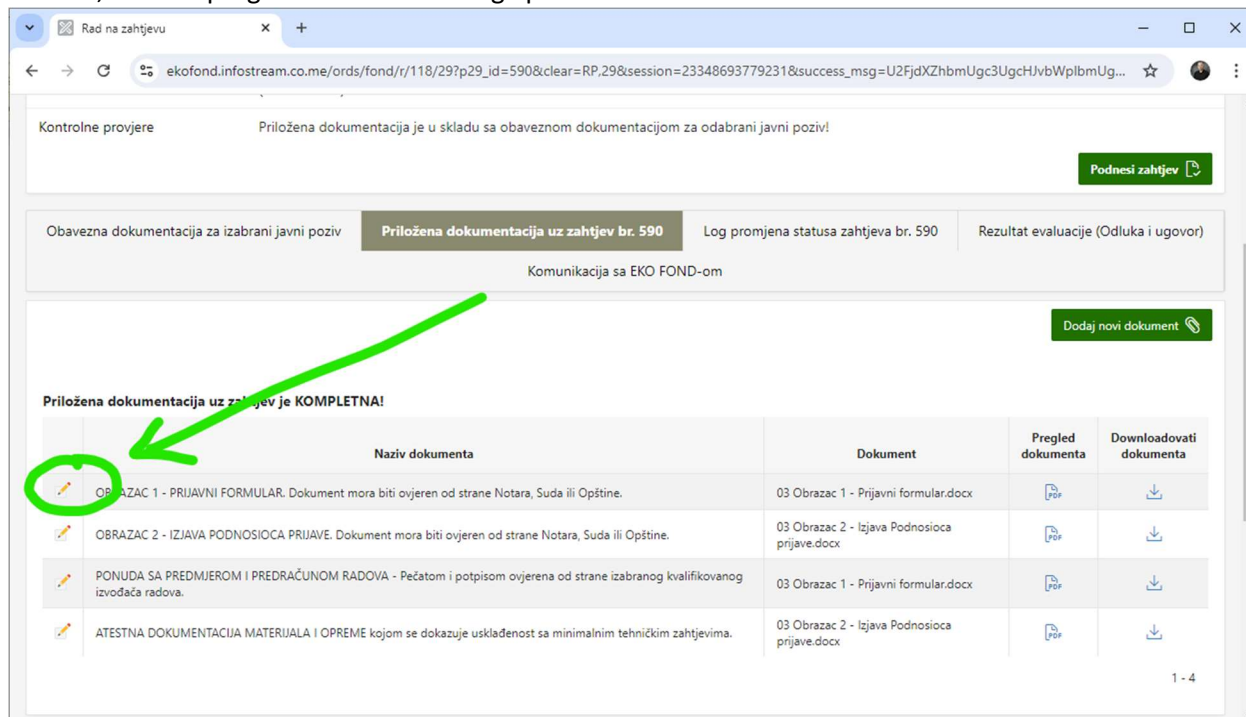 Rad na zahtjevu
ekofond.infostream.co.me/ords/fond/r/118/29?p29_id=590&clear=RP,29&session=23348693779231&success_msg=U2FjdXZhbmUgc3UgcHJvbWplbmUg...
Kontrolne provjere Priložena dokumentacija je u skladu sa obaveznom dokumentacijom za odabrani javni poziv!
Podnesi zahtjev
Obavezna dokumentacija za izabrani javni poziv Priložena dokumentacija uz zahtjev br. 590 Log promjena statusa zahtjeva br. 590 Rezultat evaluacije (Odluka i ugovor)
Komunikacija sa EKO FOND-om
Dodaj novi dokument
Priložena dokumentacija uz zahtjev je KOMPLETNA!
Naziv dokumenta Dokument Pregled dokumenta Downloadovati dokumenta
OBRAZAC 1 - PRIJAVNI FORMULAR. Dokument mora biti ovjeren od strane Notara, Suda ili Opštine. 03 Obrazac 1 - Prijavni formular.docx PDF
OBRAZAC 2 - IZJAVA PODNOSIOCA PRIJAVE. Dokument mora biti ovjeren od strane Notara, Suda ili Opštine. 03 Obrazac 2 - Izjava Podnosioca prijave.docx PDF
PONUDA SA PREDMJEROM I PREDRAČUNOM RADOVA - Pečatom i potpisom ovjerena od strane izabranog kvalifikovanog izvođača radova. 03 Obrazac 1 - Prijavni formular.docx PDF
ATESTNA DOKUMENTACIJA MATERIJALA I OPREME kojom se dokazuje usklađenost sa minimalnim tehničkim zahtjevima. 03 Obrazac 2 - Izjava Podnosioca prijave.docx PDF
1 - 4